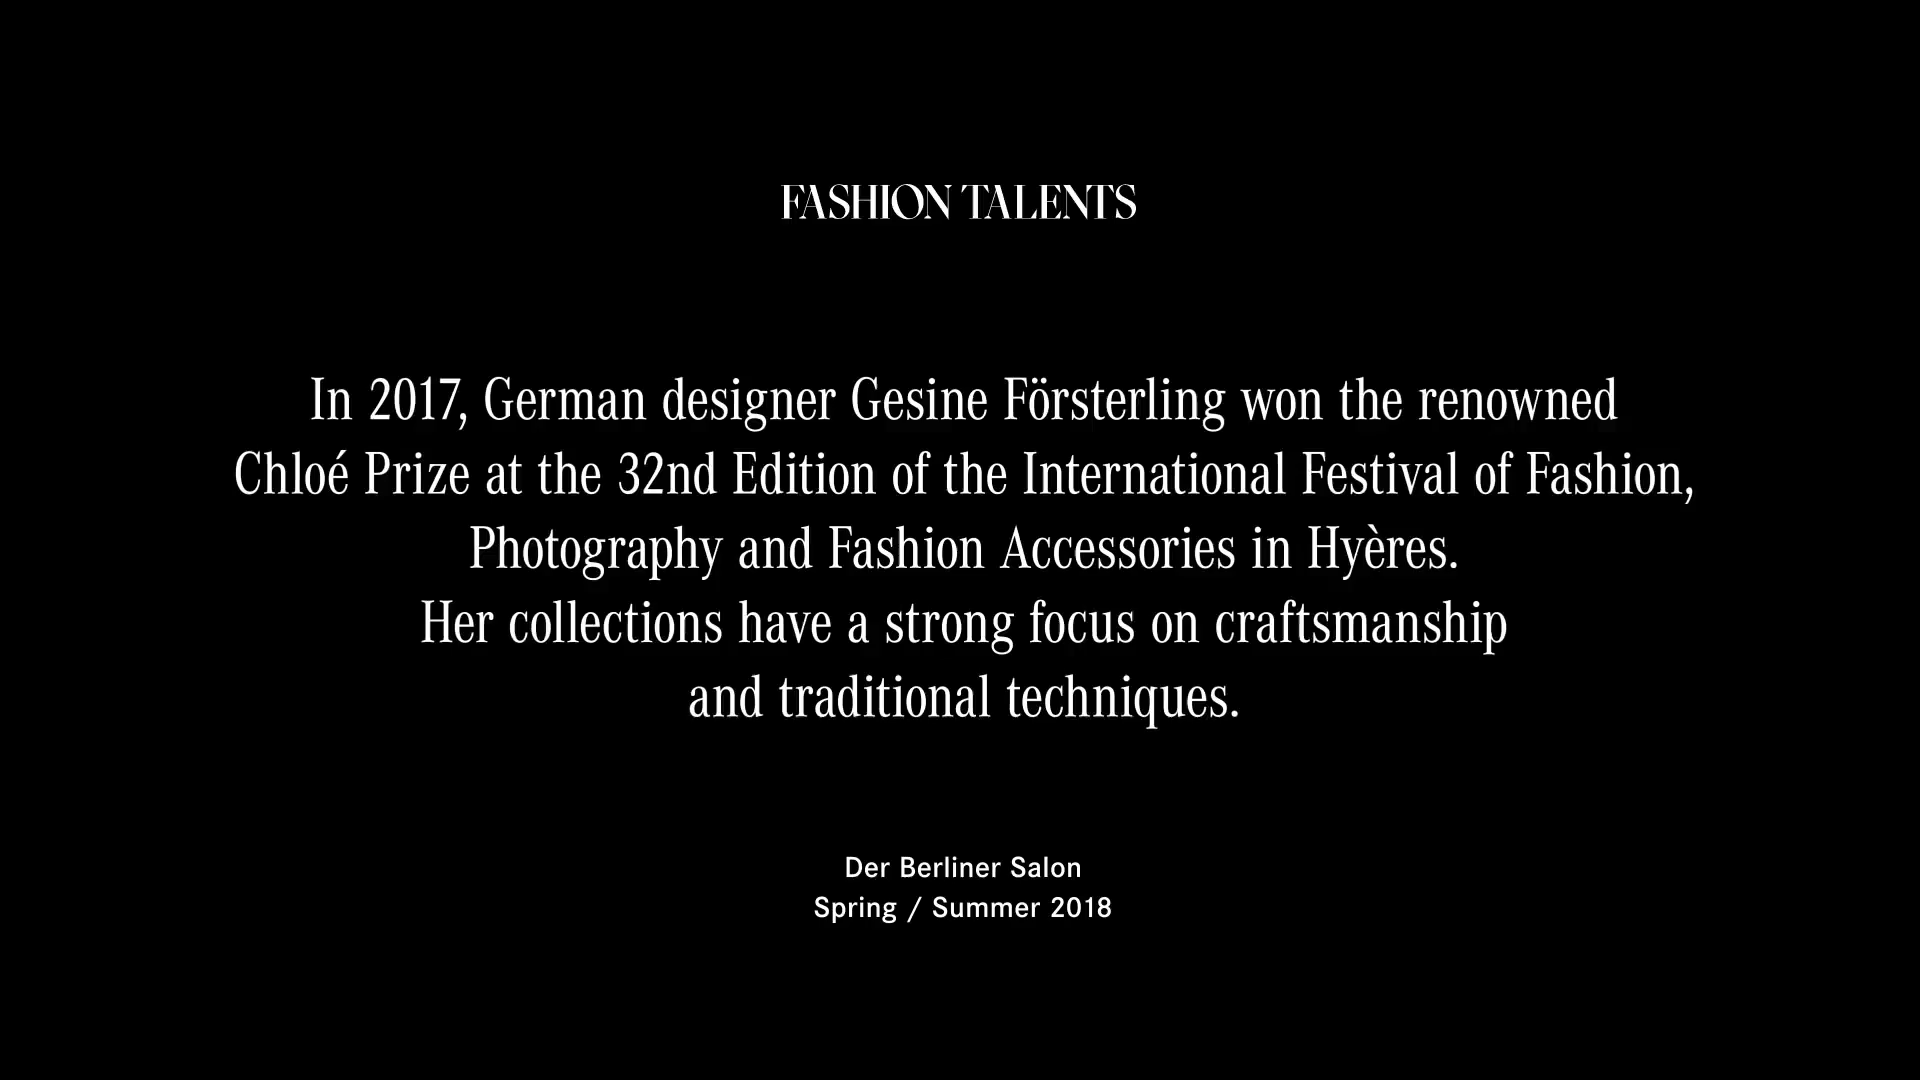 FASHION TALENTS
In 2017, German designer Gesine Försterling won the renowned
Chloé Prize at the 32nd Edition of the International Festival of Fashion,
Photography and Fashion Accessories in Hyères.
Her collections have a strong focus on craftsmanship
and traditional techniques.
Der Berliner Salon
Spring / Summer 2018